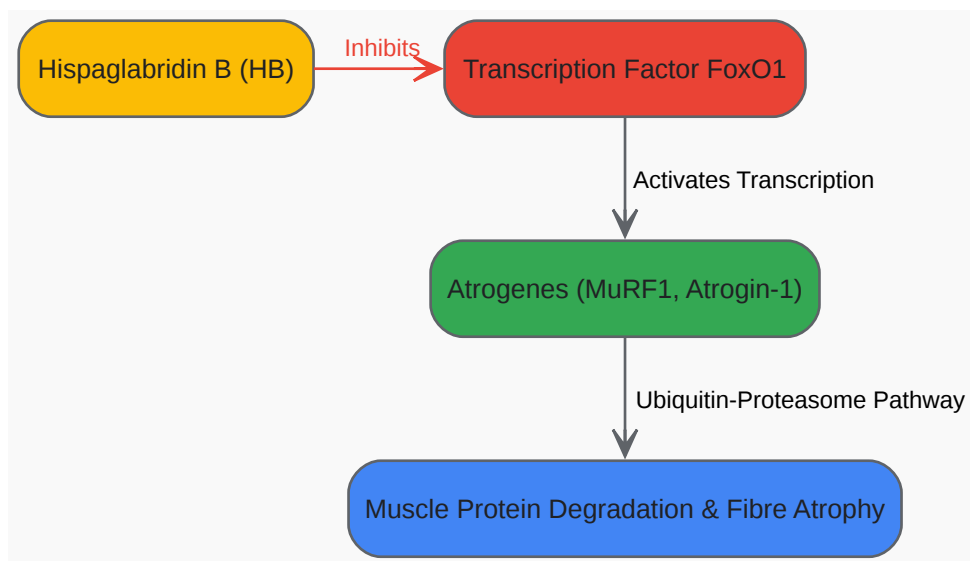 Hispaglabridin B (HB)
Inhibits
Transcription Factor FoxO1
Activates Transcription
Atrogenes (MuRF1, Atrogin-1)
Ubiquitin-Proteasome Pathway
Muscle Protein Degradation & Fibre Atrophy